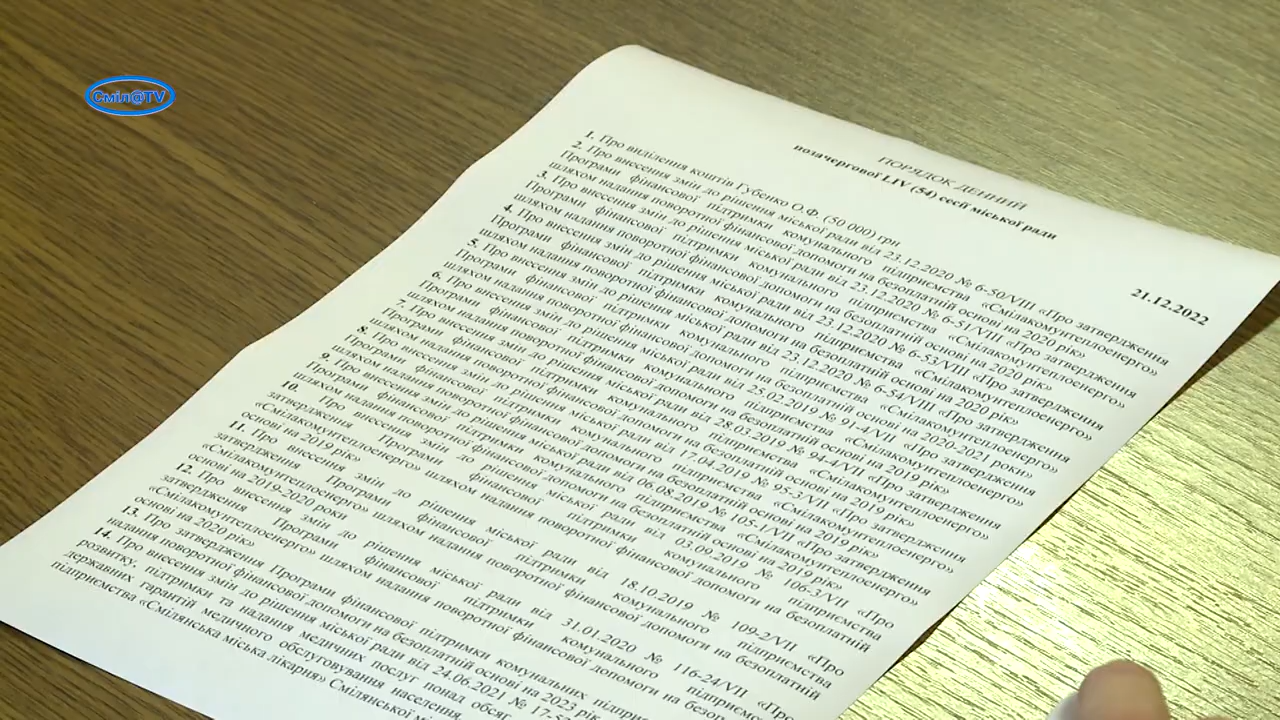 Сміл@TV
ПОРЯДОК ДЕННИЙ
позачергової LIV (54) сесії міської ради
21.12.2022
1. Про виділення коштів Губенко О.Ф. (50 000) грн
2. Про внесення змін до рішення міської ради від 23.12.2020 № 6-50/VIII «Про затвердження
Програми фінансової підтримки комунального підприємства «Смілакомунтеплоенерго»
шляхом надання поворотної фінансової допомоги на безоплатній основі на 2020 рік»
3. Про внесення змін до рішення міської ради від 23.12.2020 № 6-51/VIII «Про затвердження
Програми фінансової підтримки комунального підприємства «Смілакомунтеплоенерго»
шляхом надання поворотної фінансової допомоги на безоплатній основі на 2020 рік»
4. Про внесення змін до рішення міської ради від 23.12.2020 № 6-53/VIII «Про затвердження
Програми фінансової підтримки комунального підприємства «Смілакомунтеплоенерго»
шляхом надання поворотної фінансової допомоги на безоплатній основі на 2020 рік»
5. Про внесення змін до рішення міської ради від 23.12.2020 № 6-54/VIII «Про затвердження
Програми фінансової підтримки комунального підприємства «Смілакомунтеплоенерго»
шляхом надання поворотної фінансової допомоги на безоплатній основі на 2020-2021 роки»
6. Про внесення змін до рішення міської ради від 25.02.2019 № 91-4/VII «Про затвердження
Програми фінансової підтримки комунального підприємства «Смілакомунтеплоенерго»
шляхом надання поворотної фінансової допомоги на безоплатній основі на 2019 рік»
7. Про внесення змін до рішення міської ради від 28.02.2019 № 94-4/VII «Про затвердження
Програми фінансової підтримки комунального підприємства «Смілакомунтеплоенерго»
шляхом надання поворотної фінансової допомоги на безоплатній основі на 2019 рік»
8. Про внесення змін до рішення міської ради від 17.04.2019 № 95-3/VII «Про затвердження
Програми фінансової підтримки комунального підприємства «Смілакомунтеплоенерго»
шляхом надання поворотної фінансової допомоги на безоплатній основі на 2019 рік»
9. Про внесення змін до рішення міської ради від 06.08.2019 № 105-1/VII «Про затвердження
Програми фінансової підтримки комунального підприємства «Смілакомунтеплоенерго»
шляхом надання поворотної фінансової допомоги на безоплатній основі на 2019 рік»
10. Про внесення змін до рішення міської ради від 03.09.2019 № 106-3/VII «Про
затвердження Програми фінансової підтримки комунального підприємства
«Смілакомунтеплоенерго» шляхом надання поворотної фінансової допомоги на безоплатній
основі на 2019 рік»
11. Про внесення змін до рішення міської ради від 18.10.2019 № 109-2/VII «Про
затвердження Програми фінансової підтримки комунального підприємства
«Смілакомунтеплоенерго» шляхом надання поворотної фінансової допомоги на безоплатній
основі на 2019-2020 роки
12. Про внесення змін до рішення міської ради від 31.01.2020 № 116-24/VII «Про
затвердження Програми фінансової підтримки комунального
«Смілакомунтеплоенерго» шляхом надання поворотної фінансової допомоги на
основі на 2020 рік»
13. Про затвердження Програми фінансової підтримки комунальних
надання поворотної фінансової допомоги на безоплатній основі на 2023 рік
14. Про внесення змін до рішення міської ради від 24.06.2021 №
розвитку, підтримки та надання медичних послуг понад обсяг
державних гарантій медичного обслуговування населення
підприємства «Смілянська міська лікарня» Смілянської